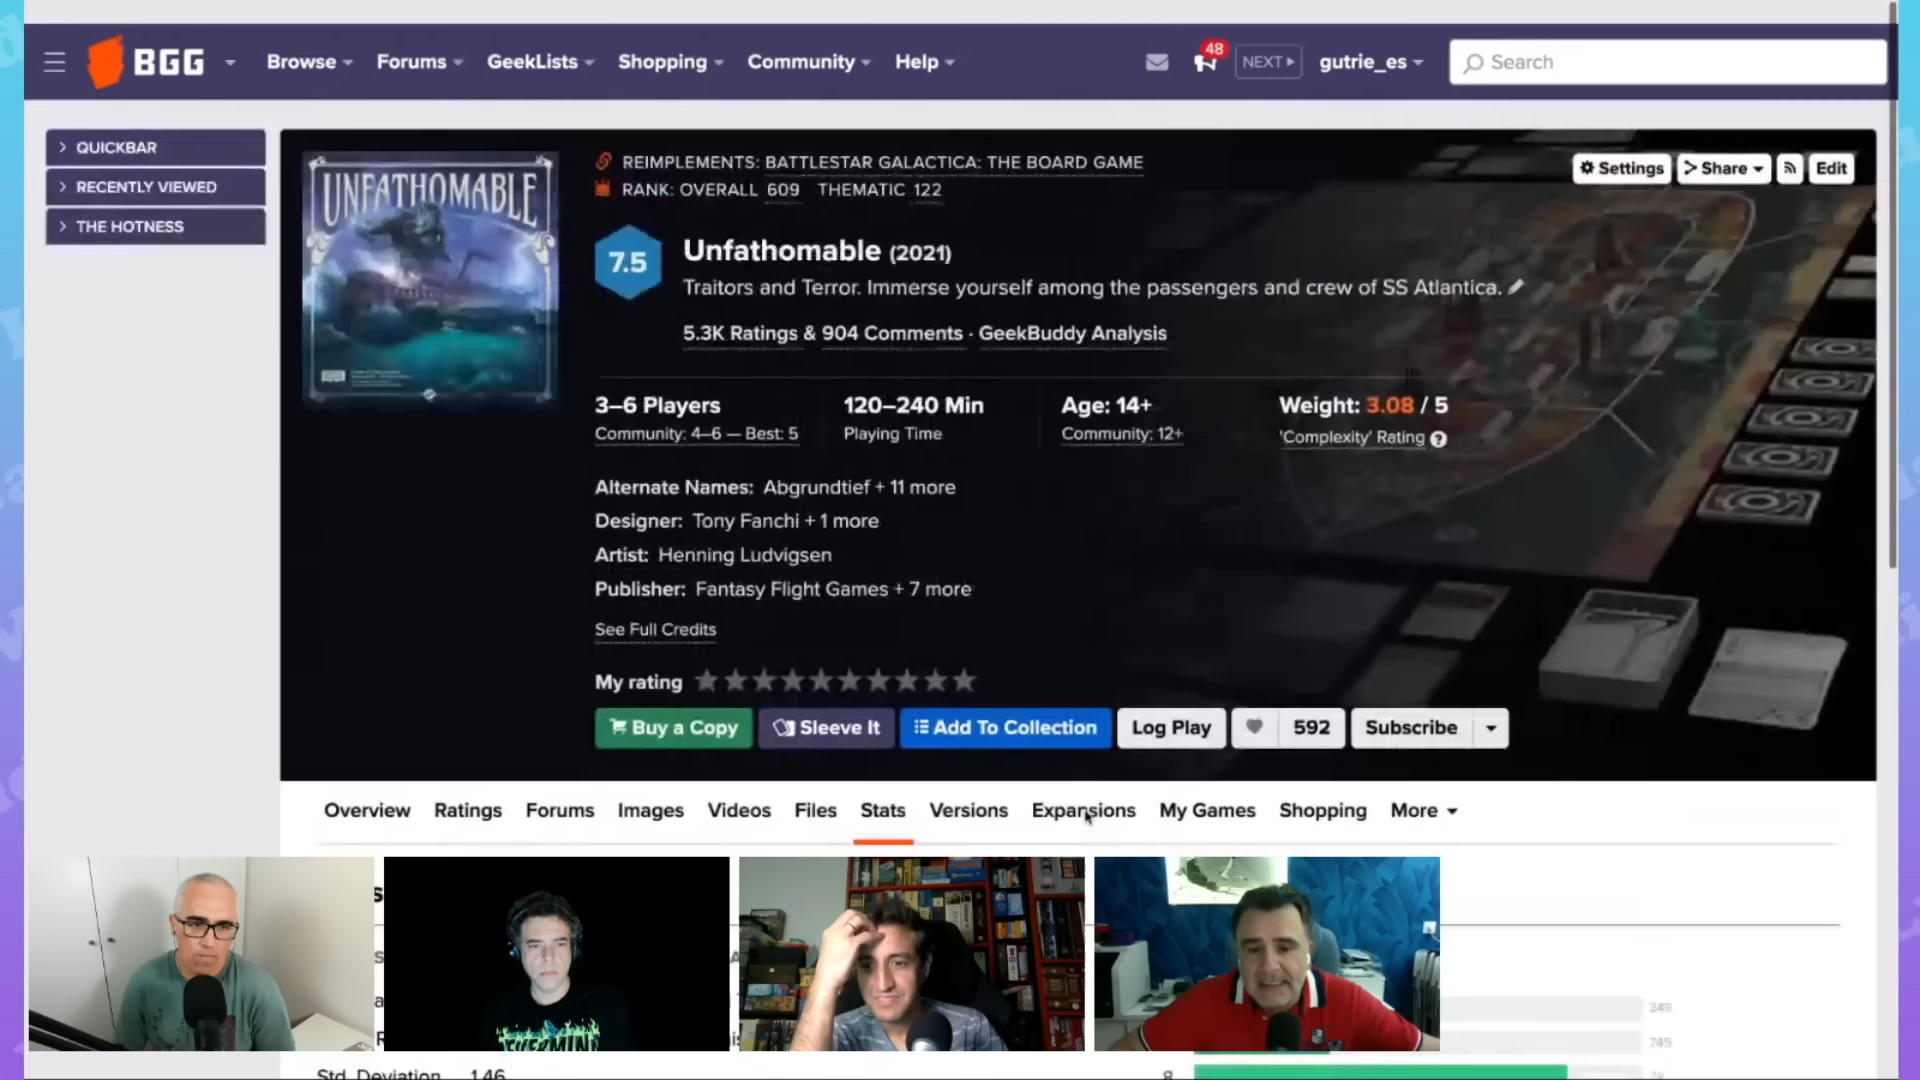 BGG Browse Forums GeekLists Shopping Community Help 48 NEXT gutrie_es Search
QUICKBAR
RECENTLY VIEWED
THE HOTNESS
UNFATHOMABLE
REIMPLEMENTS: BATTLESTAR GALACTICA: THE BOARD GAME
RANK: OVERALL 609 THEMATIC 122
Settings Share Edit
7.5
Unfathomable (2021)
Traitors and Terror. Immerse yourself among the passengers and crew of SS Atlantica.
5.3K Ratings & 904 Comments · GeekBuddy Analysis
3–6 Players 120–240 Min Age: 14+ Weight: 3.08 / 5
Community: 4–6 — Best: 5 Playing Time Community: 12+ 'Complexity' Rating ?
Alternate Names: Abgrundtief + 11 more
Designer: Tony Fanchi + 1 more
Artist: Henning Ludvigsen
Publisher: Fantasy Flight Games + 7 more
See Full Credits
My rating
Buy a Copy Sleeve It Add To Collection Log Play 592 Subscribe
Overview Ratings Forums Images Videos Files Stats Versions Expansions My Games Shopping More
249
749
Std. Deviation 1.46
8